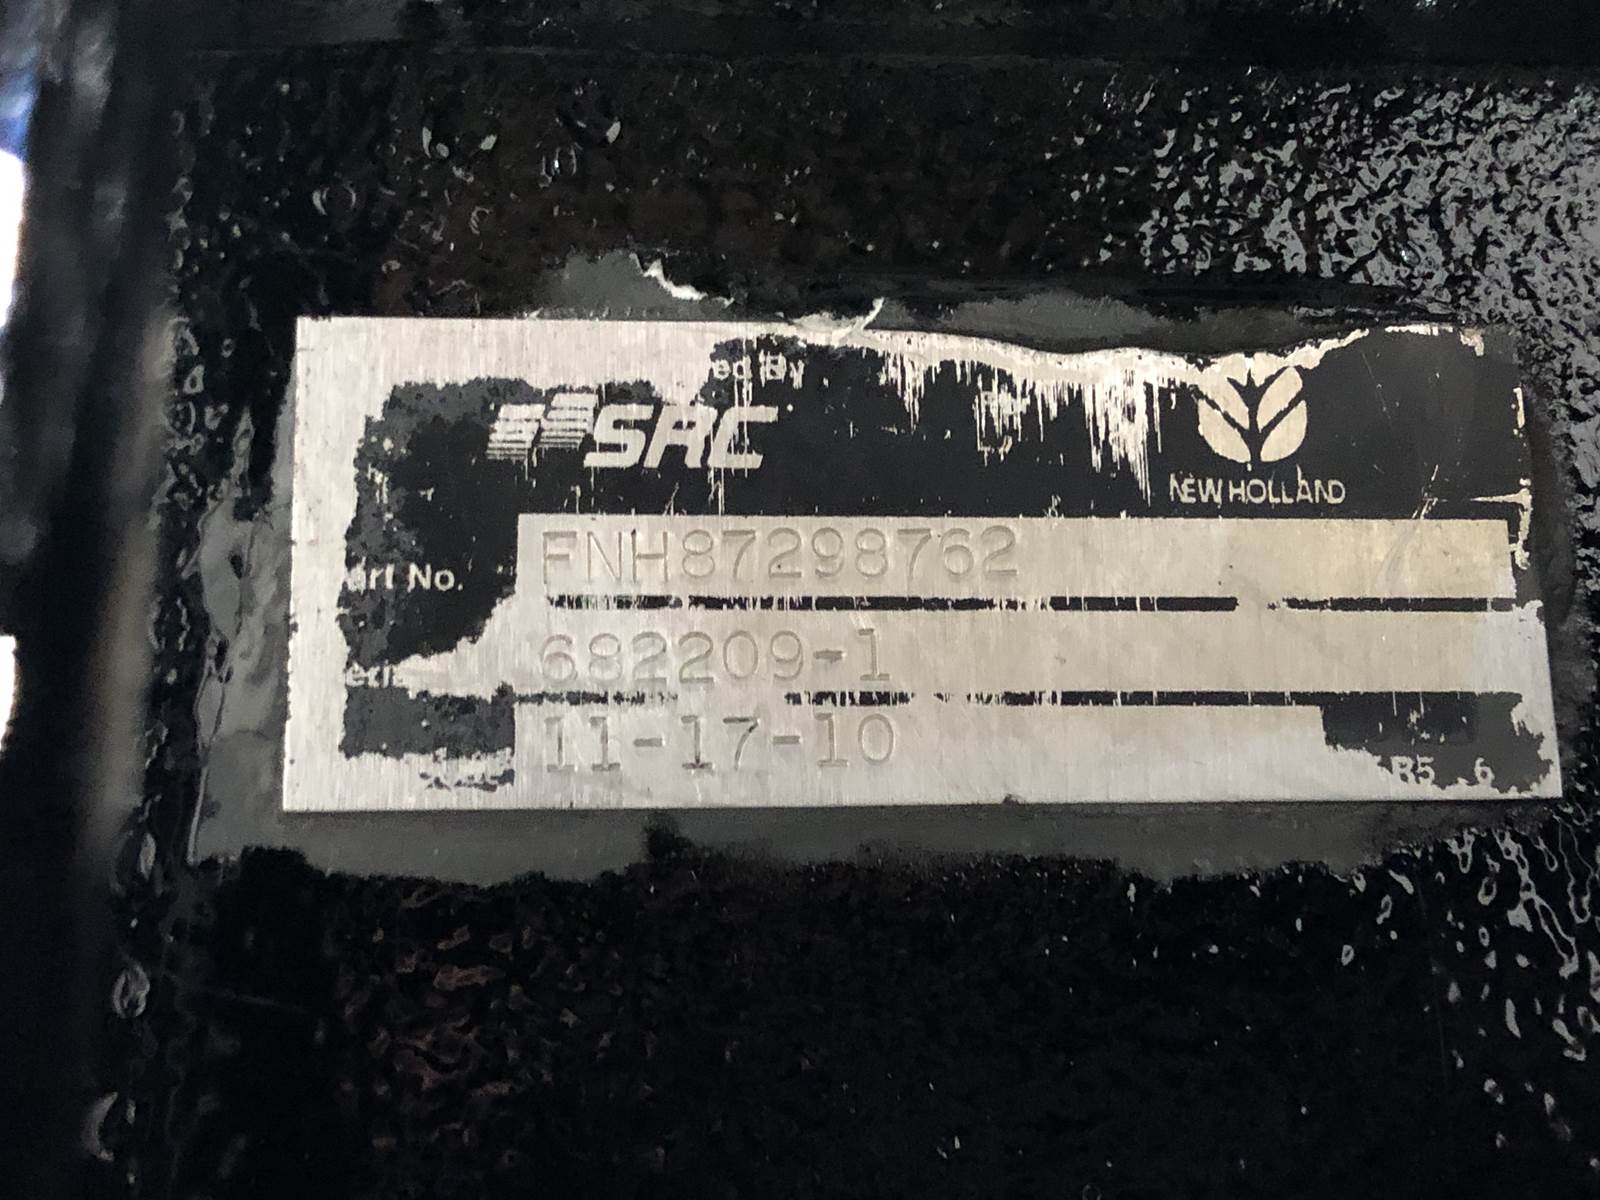 ed By
SRC
NEW HOLLAND
FNH87298762
art No.
682209-1
11-17-10